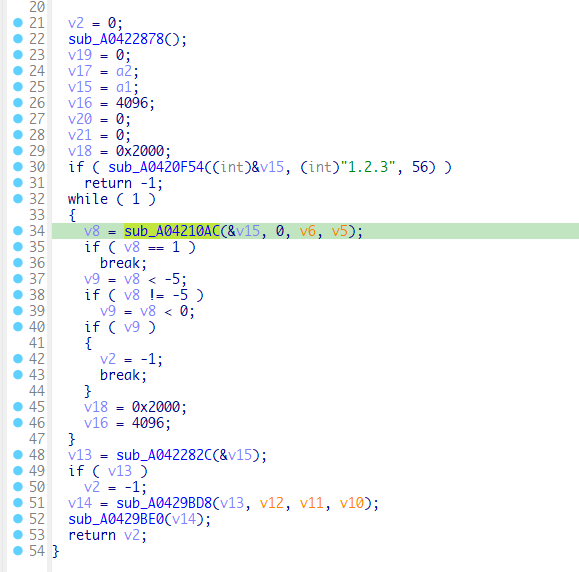 20
21 v2 = 0;
22 sub_A0422878();
23 v19 = 0;
24 v17 = a2;
25 v15 = a1;
26 v16 = 4096;
27 v20 = 0;
28 v21 = 0;
29 v18 = 0x2000;
30 if ( sub_A0420F54((int)&v15, (int)"1.2.3", 56) )
31 return -1;
32 while ( 1 )
33 {
34 v8 = sub_A04210AC(&v15, 0, v6, v5);
35 if ( v8 == 1 )
36 break;
37 v9 = v8 < -5;
38 if ( v8 != -5 )
39 v9 = v8 < 0;
40 if ( v9 )
41 {
42 v2 = -1;
43 break;
44 }
45 v18 = 0x2000;
46 v16 = 4096;
47 }
48 v13 = sub_A042282C(&v15);
49 if ( v13 )
50 v2 = -1;
51 v14 = sub_A0429BD8(v13, v12, v11, v10);
52 sub_A0429BE0(v14);
53 return v2;
54 }